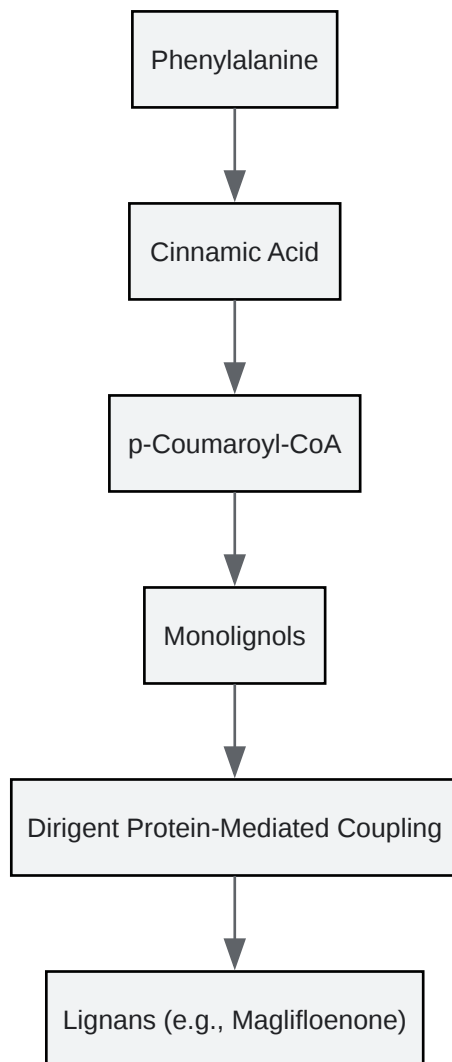 Phenylalanine
Cinnamic Acid
p-Coumaroyl-CoA
Monolignols
Dirigent Protein-Mediated Coupling
Lignans (e.g., Maglifloenone)